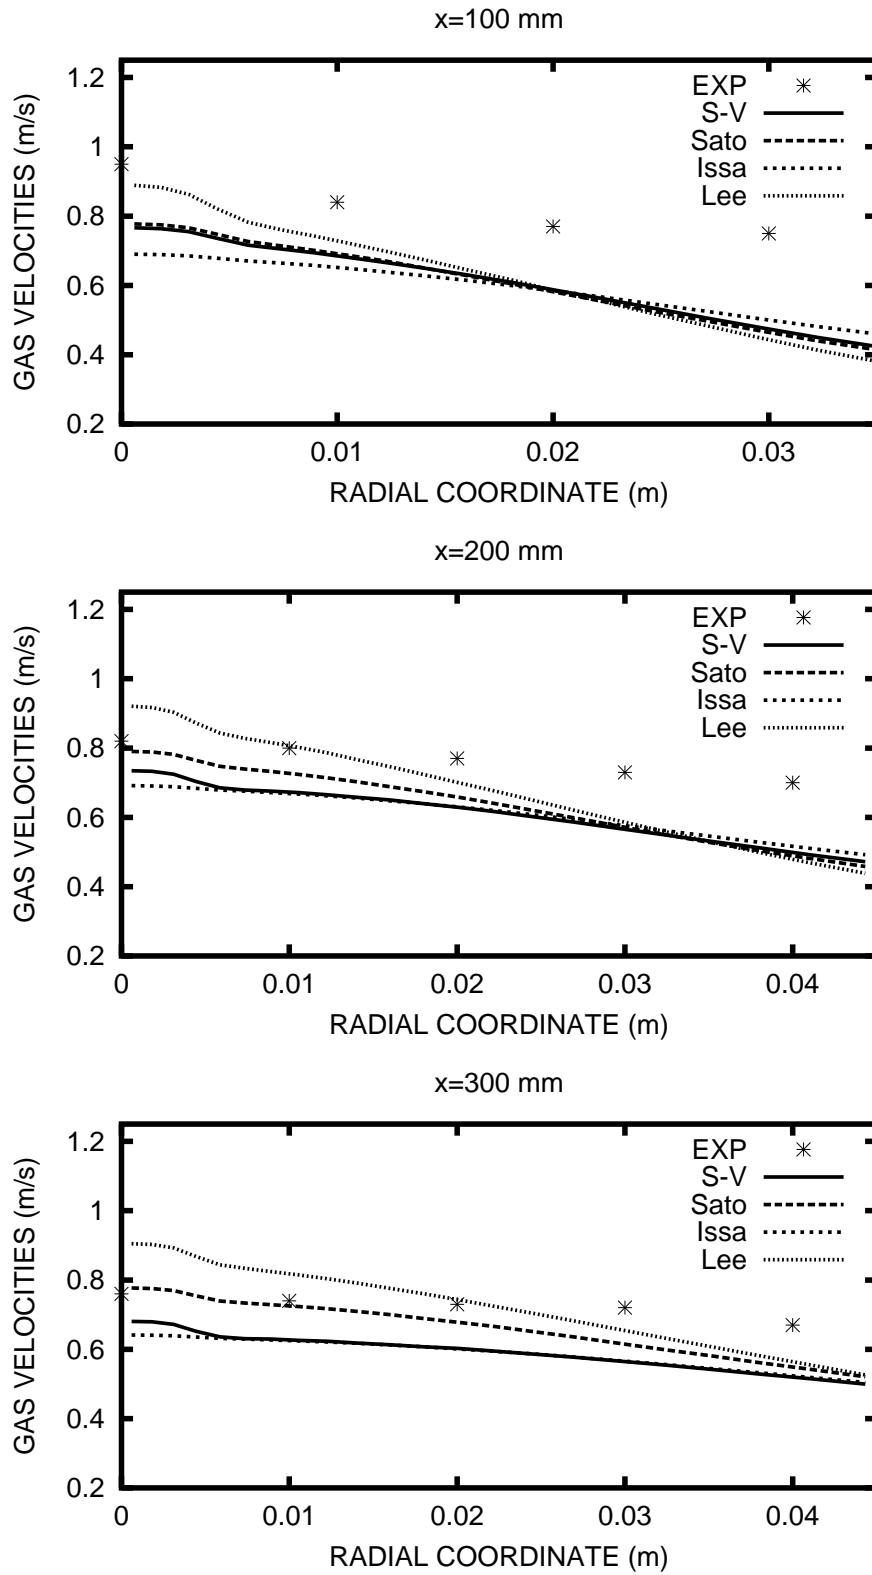 x=100 mm
GAS VELOCITIES (m/s)
1.2
1
0.8
0.6
0.4
0.2
EXP
S-V
Sato
Issa
Lee
0 0.01 0.02 0.03
RADIAL COORDINATE (m)
x=200 mm
GAS VELOCITIES (m/s)
1.2
1
0.8
0.6
0.4
0.2
EXP
S-V
Sato
Issa
Lee
0 0.01 0.02 0.03 0.04
RADIAL COORDINATE (m)
x=300 mm
GAS VELOCITIES (m/s)
1.2
1
0.8
0.6
0.4
0.2
EXP
S-V
Sato
Issa
Lee
0 0.01 0.02 0.03 0.04
RADIAL COORDINATE (m)